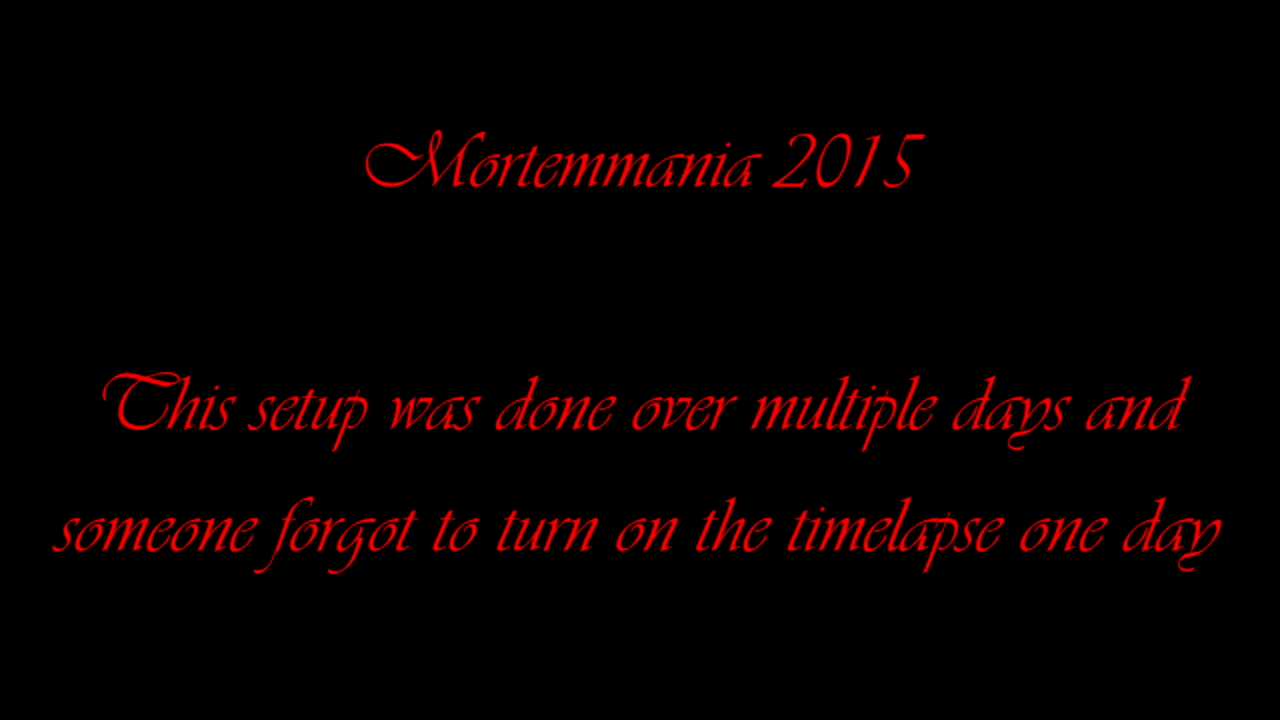 Mortemmania 2015
This setup was done over multiple days and
someone forgot to turn on the timelapse one day